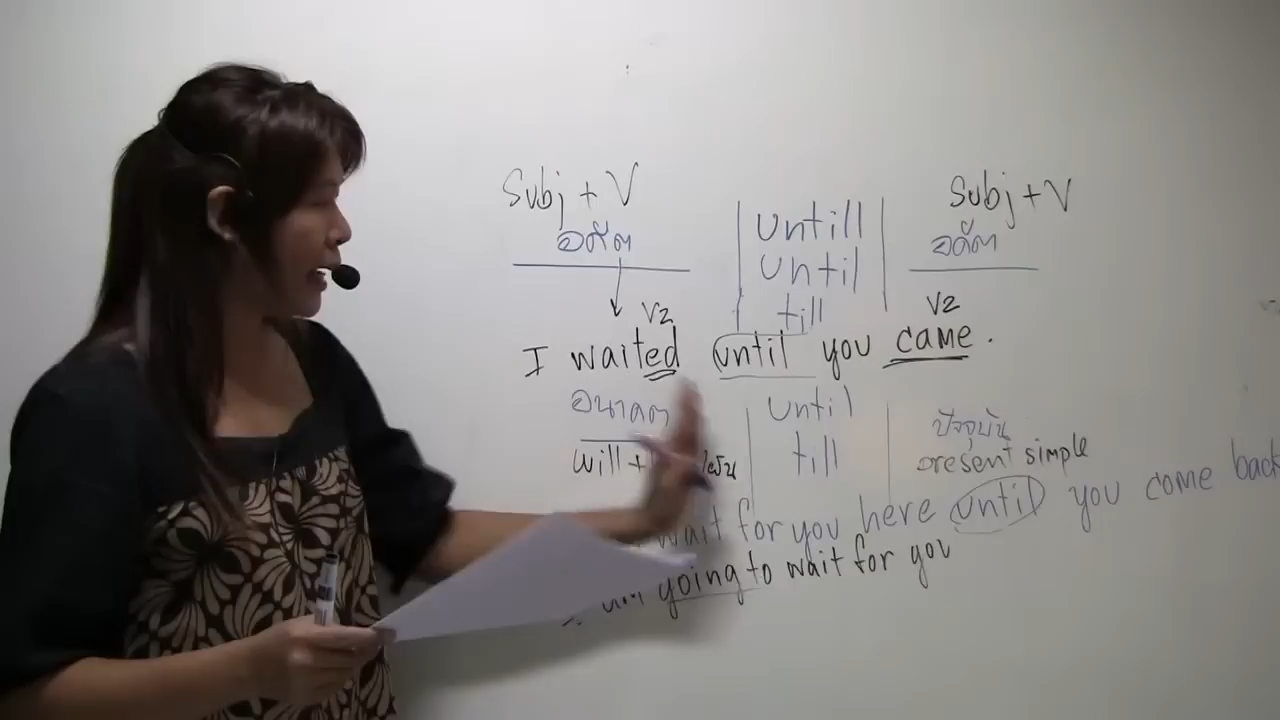 Subj + V | untill | Subj + V
อดีต | until | อดีต
till
V2 V2
I waited until you came.
อนาคต | until | ปัจจุบัน
will + | till | present simple
wait for you here until you come back
going to wait for you